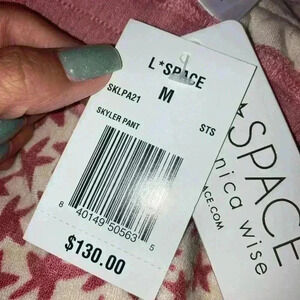 L*SPACE
SKLPA21
M
SKYLER PANT
STS
8 40149 50563 5
$130.00
*SPACE
nica wise
ACE.COM